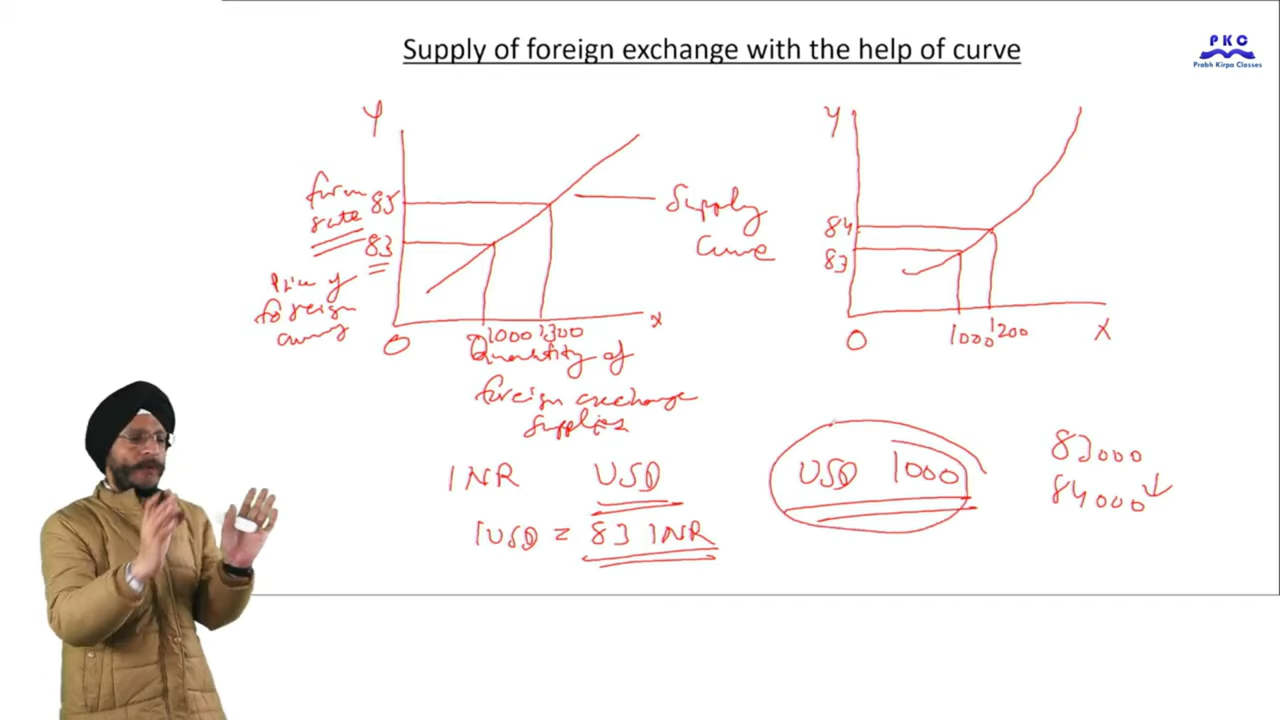 Supply of foreign exchange with the help of curve
PKC
Prabh Kirpa Classes
Y
85
rate
83
Price of
foreign
O
1000 1300
X
Quantity of
foreign exchange
Supplies
Supply
Curve
Y
84
83
O
1000 1200
X
INR USD
1USD = 83 INR
USD 1000
83000
84000